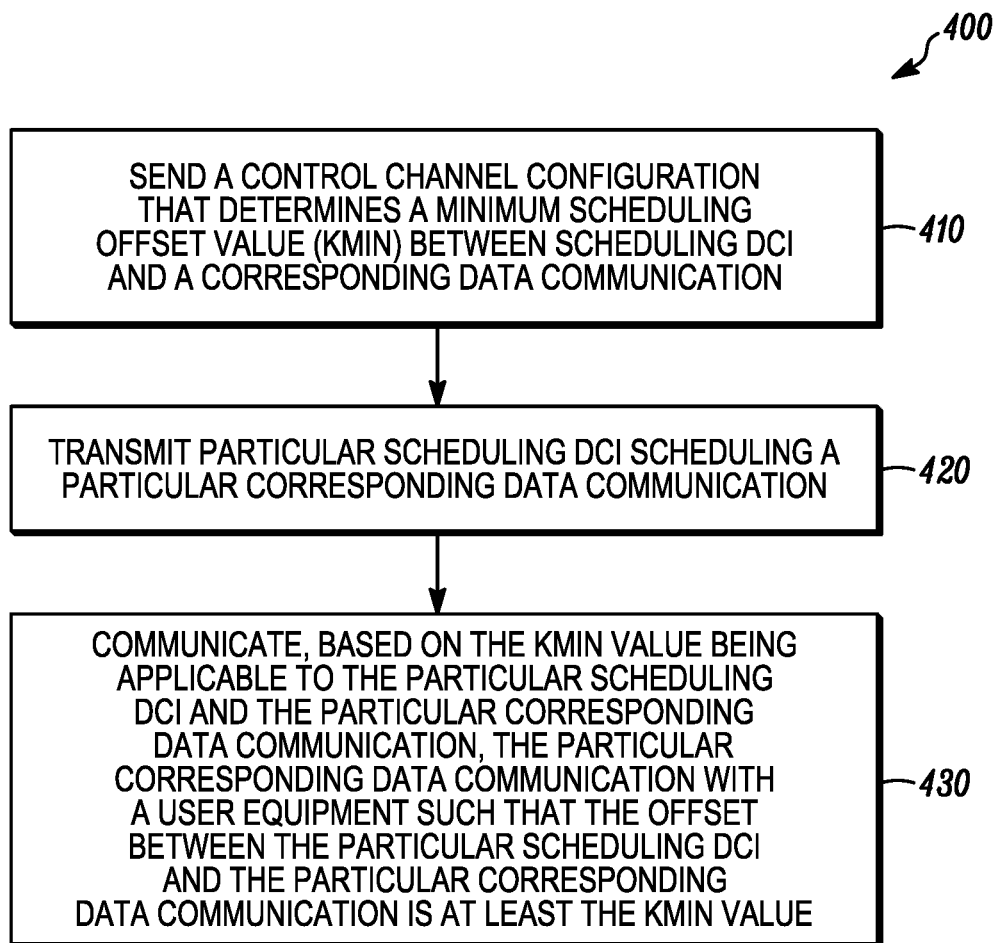 400
SEND A CONTROL CHANNEL CONFIGURATION
THAT DETERMINES A MINIMUM SCHEDULING
OFFSET VALUE (KMIN) BETWEEN SCHEDULING DCI
AND A CORRESPONDING DATA COMMUNICATION
410
TRANSMIT PARTICULAR SCHEDULING DCI SCHEDULING A
PARTICULAR CORRESPONDING DATA COMMUNICATION
420
COMMUNICATE, BASED ON THE KMIN VALUE BEING
APPLICABLE TO THE PARTICULAR SCHEDULING
DCI AND THE PARTICULAR CORRESPONDING
DATA COMMUNICATION, THE PARTICULAR
CORRESPONDING DATA COMMUNICATION WITH
A USER EQUIPMENT SUCH THAT THE OFFSET
BETWEEN THE PARTICULAR SCHEDULING DCI
AND THE PARTICULAR CORRESPONDING
DATA COMMUNICATION IS AT LEAST THE KMIN VALUE
430